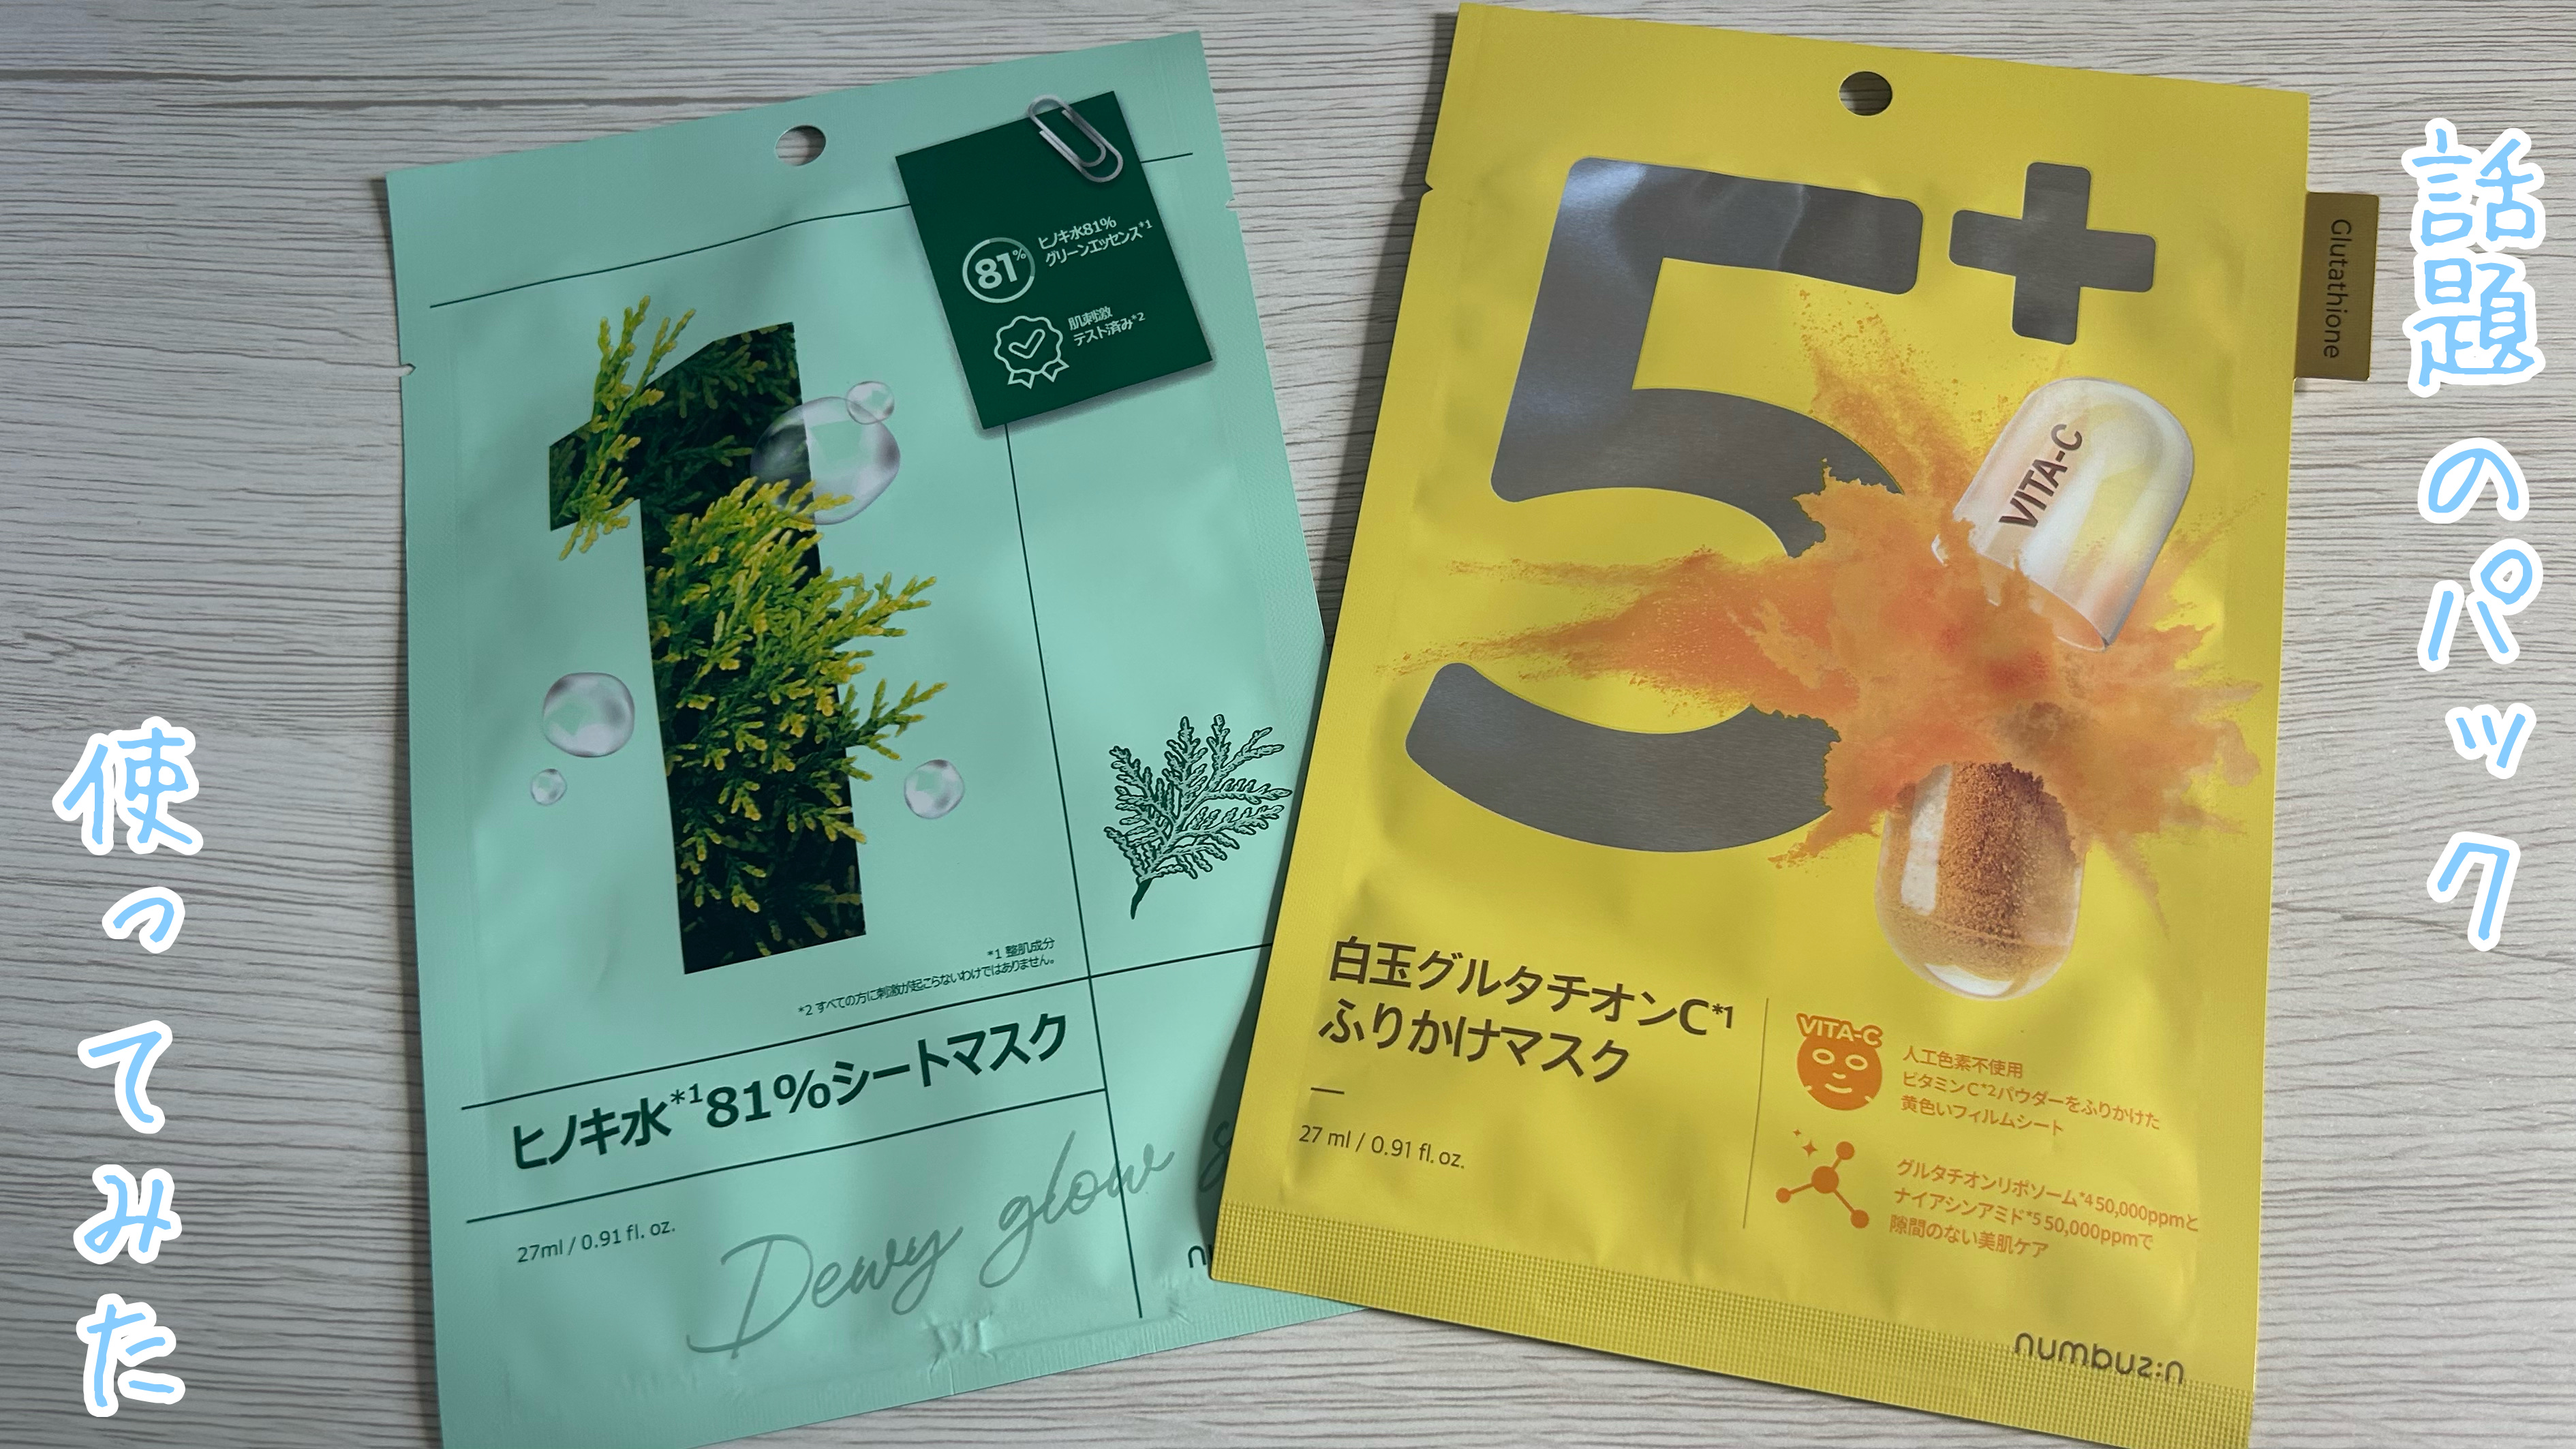 話題のパック
使ってみた
81%
ヒノキ水81%
グリーンエッセンス*1
肌刺激
テスト済み*2
1
*1 整肌成分
*2 すべての方に刺激が起こらないわけではありません。
ヒノキ水*1 81%シートマスク
27ml / 0.91 fl. oz.
Dewy glow s
nu
5+
Glutathione
VITA-C
白玉グルタチオンC*1
ふりかけマスク
27 ml / 0.91 fl. oz.
VITA-C
人工色素不使用
ビタミンC*2パウダーをふりかけた
黄色いフィルムシート
グルタチオンリポソーム*4 50,000ppmと
ナイアシンアミド*5 50,000ppmで
隙間のない美肌ケア
numbuz:n